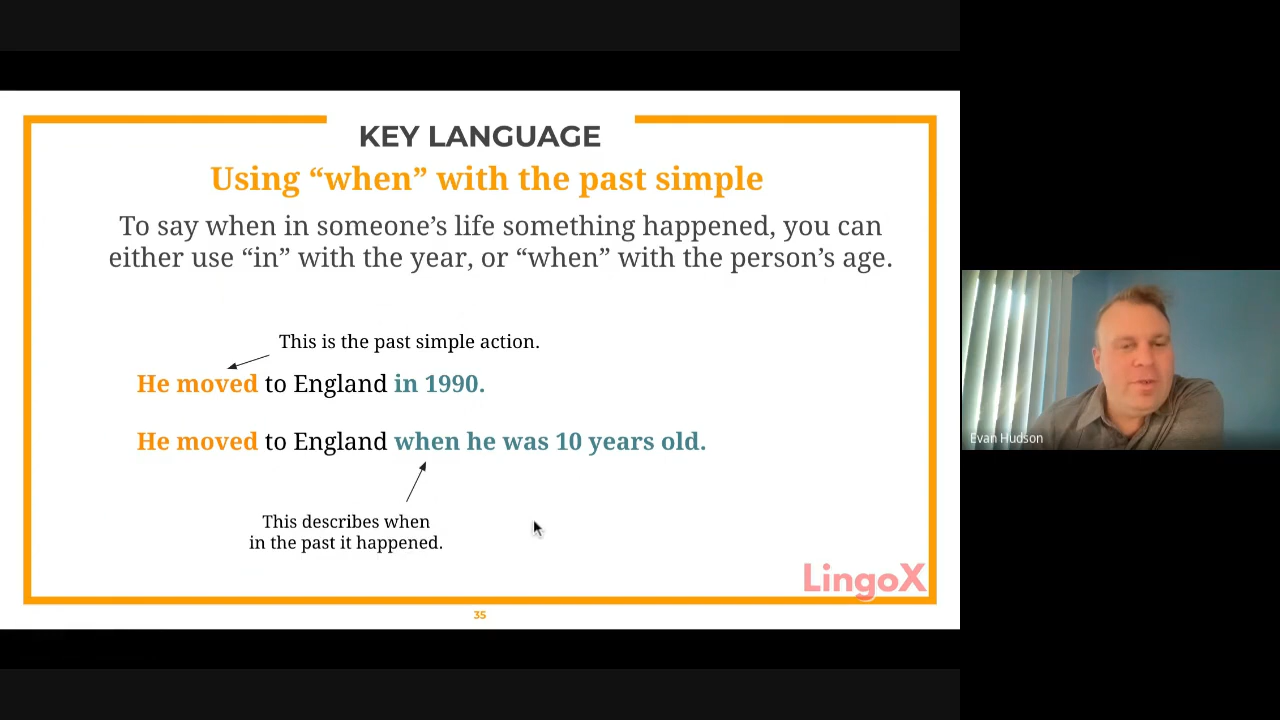 KEY LANGUAGE
Using “when” with the past simple
To say when in someone’s life something happened, you can
either use “in” with the year, or “when” with the person’s age.
This is the past simple action.
He moved to England in 1990.
He moved to England when he was 10 years old.
This describes when
in the past it happened.
LingoX
35
Evan Hudson